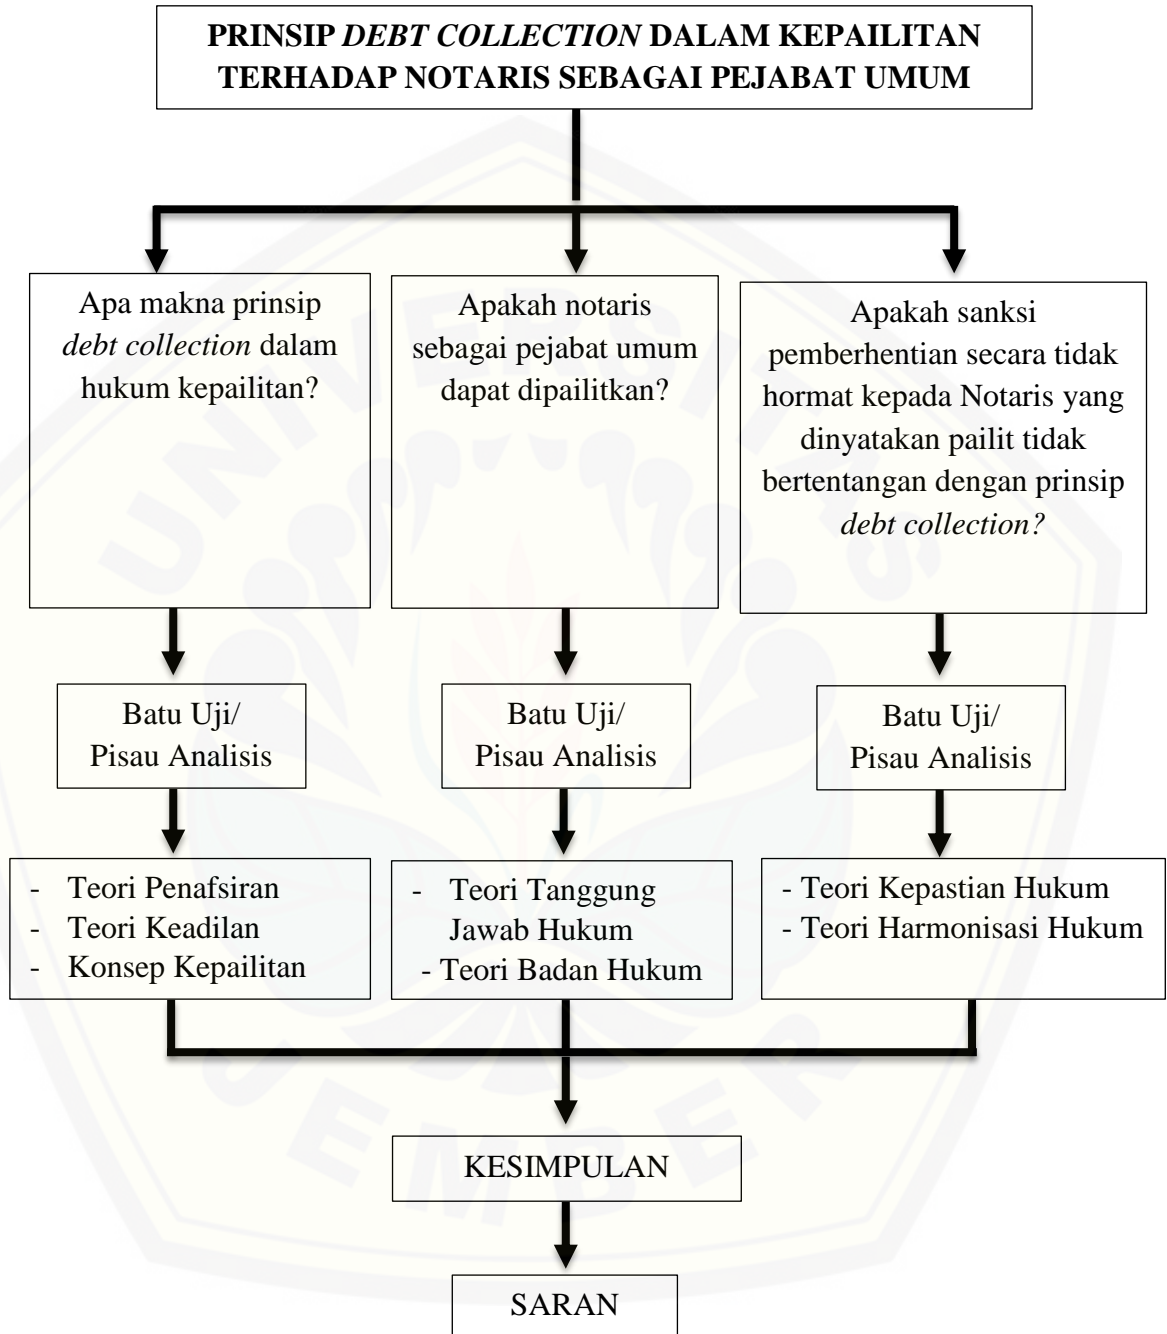 PRINSIP DEBT COLLECTION DALAM KEPAILITAN
TERHADAP NOTARIS SEBAGAI PEJABAT UMUM
Apa makna prinsip
debt collection dalam
hukum kepailitan?
Apakah notaris
sebagai pejabat umum
dapat dipailitkan?
Apakah sanksi
pemberhentian secara tidak
hormat kepada Notaris yang
dinyatakan pailit tidak
bertentangan dengan prinsip
debt collection?
Batu Uji/
Pisau Analisis
Batu Uji/
Pisau Analisis
Batu Uji/
Pisau Analisis
- Teori Penafsiran
- Teori Keadilan
- Konsep Kepailitan
- Teori Tanggung
Jawab Hukum
- Teori Badan Hukum
- Teori Kepastian Hukum
- Teori Harmonisasi Hukum
KESIMPULAN
SARAN
UNIVERSITAS
JEMBER